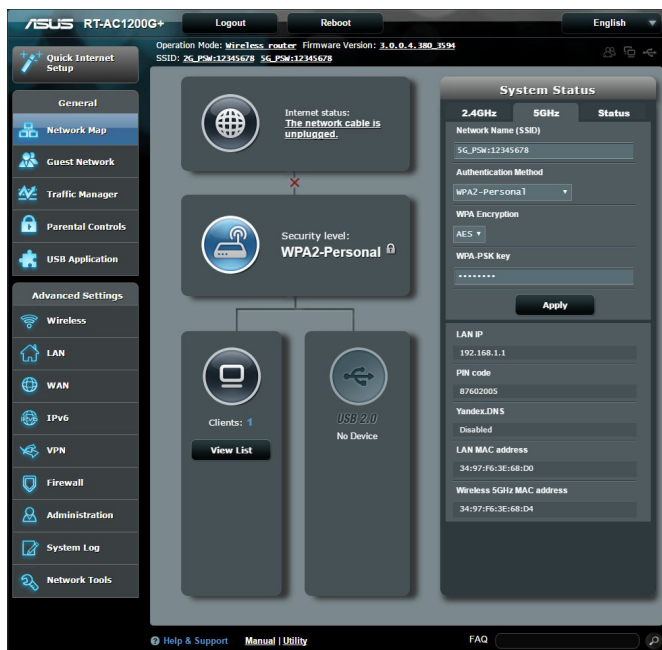 ASUS RT-AC1200G+ Logout Reboot English
Quick Internet Setup
Operation Mode: Wireless router Firmware Version: 3.0.0.4.380_3594
SSID: 2G_PSW:12345678 5G_PSW:12345678
General
Network Map
Guest Network
Traffic Manager
Parental Controls
USB Application
Advanced Settings
Wireless
LAN
WAN
IPv6
VPN
Firewall
Administration
System Log
Network Tools
Internet status:
The network cable is
unplugged.
Security level:
WPA2-Personal
Clients: 1
View List
USB 2.0
No Device
System Status
2.4GHz 5GHz Status
Network Name (SSID)
5G_PSW:12345678
Authentication Method
WPA2-Personal
WPA Encryption
AES
WPA-PSK key
••••••••
Apply
LAN IP
192.168.1.1
PIN code
87602005
Yandex.DNS
Disabled
LAN MAC address
34:97:F6:3E:68:D0
Wireless 5GHz MAC address
34:97:F6:3E:68:D4
Help & Support Manual | Utility FAQ